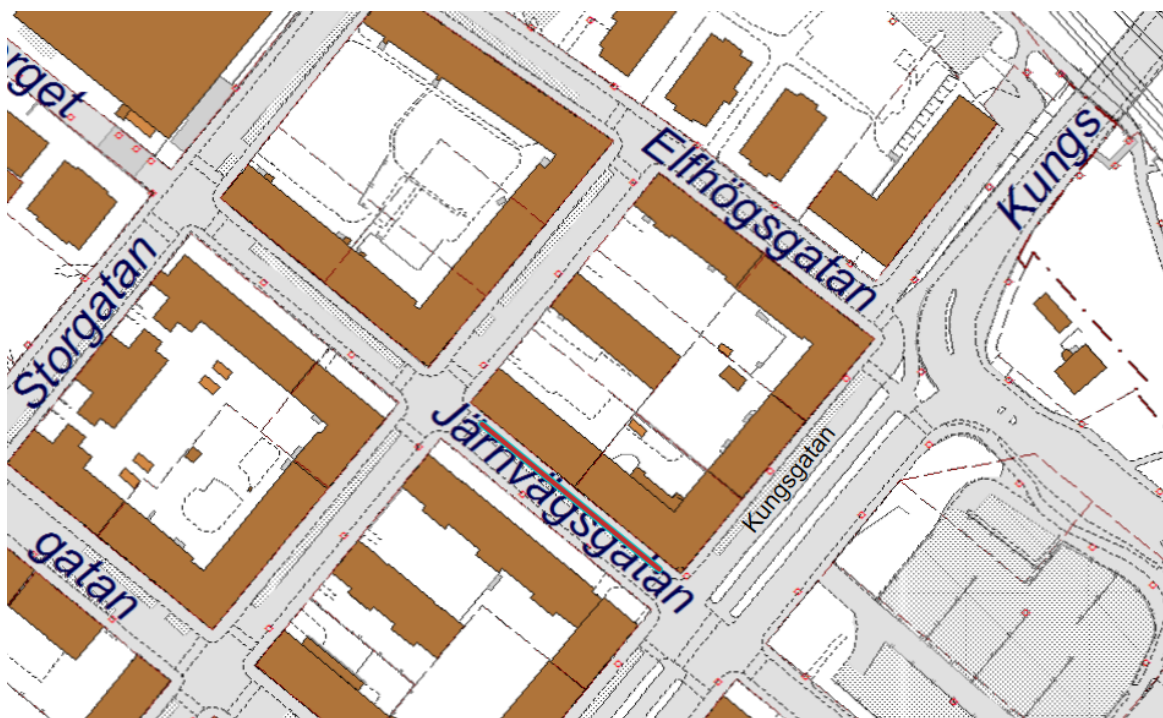 rget
Elfhögsgatan
Kungs
Storgatan
Järnvägsgatan
Kungsgatan
gatan